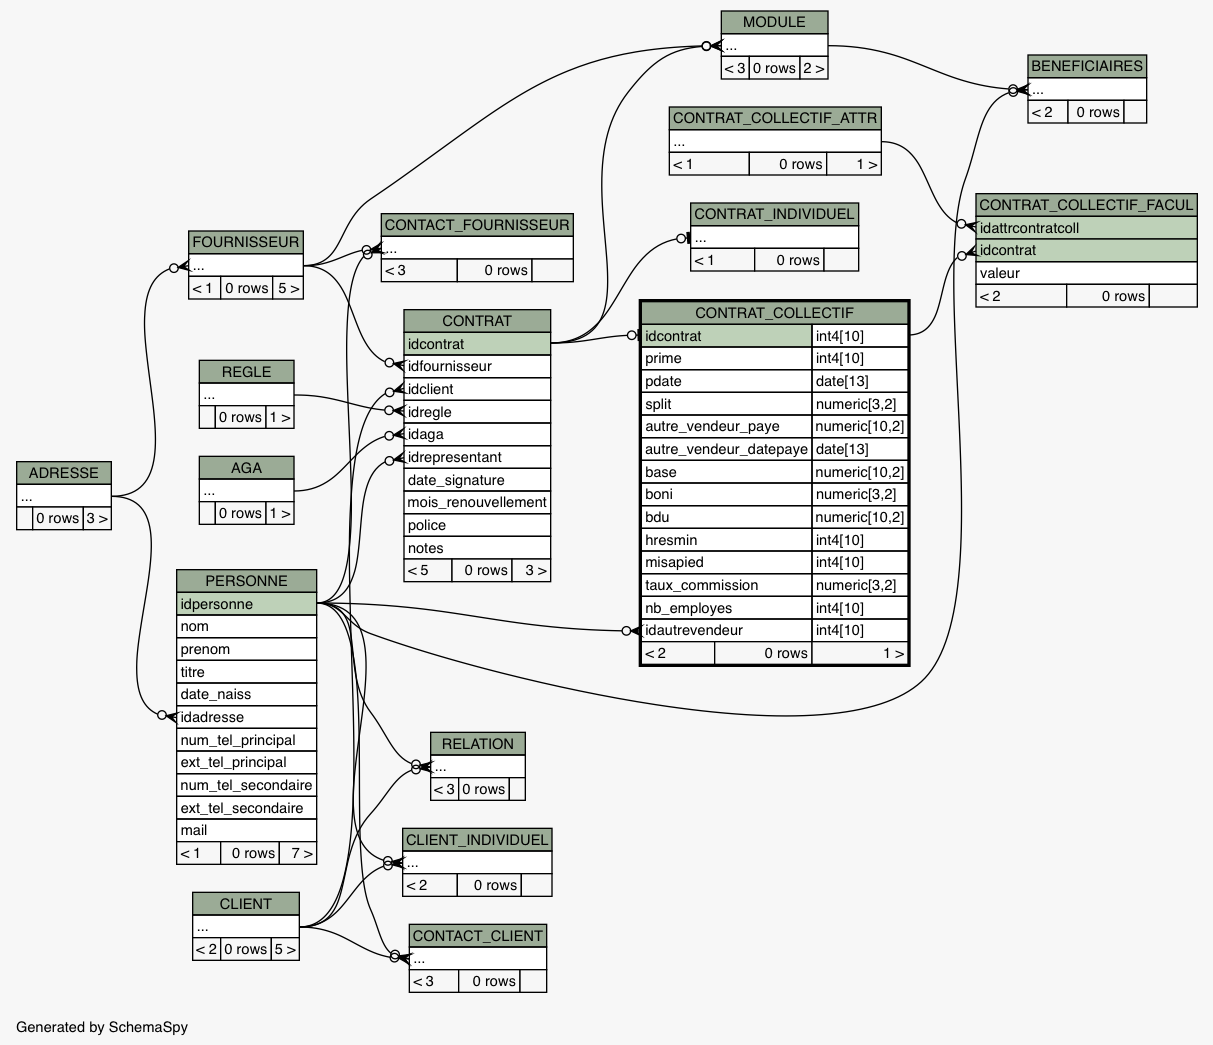 MODULE
...
< 3 0 rows 2 >
BENEFICIAIRES
...
< 2 0 rows
CONTRAT_COLLECTIF_ATTR
...
< 1 0 rows 1 >
CONTRAT_COLLECTIF_FACUL
idattrcontratcoll
idcontrat
valeur
< 2 0 rows
CONTRAT_INDIVIDUEL
...
< 1 0 rows
CONTACT_FOURNISSEUR
...
< 3 0 rows
FOURNISSEUR
...
< 1 0 rows 5 >
CONTRAT_COLLECTIF
idcontrat int4[10]
prime int4[10]
pdate date[13]
split numeric[3,2]
autre_vendeur_paye numeric[10,2]
autre_vendeur_datepaye date[13]
base numeric[10,2]
boni numeric[3,2]
bdu numeric[10,2]
hresmin int4[10]
misapied int4[10]
taux_commission numeric[3,2]
nb_employes int4[10]
idautrevendeur int4[10]
< 2 0 rows 1 >
CONTRAT
idcontrat
idfournisseur
idclient
idregle
idaga
idrepresentant
date_signature
mois_renouvellement
police
notes
< 5 0 rows 3 >
REGLE
...
0 rows 1 >
AGA
...
0 rows 1 >
ADRESSE
...
0 rows 3 >
PERSONNE
idpersonne
nom
prenom
titre
date_naiss
idadresse
num_tel_principal
ext_tel_principal
num_tel_secondaire
ext_tel_secondaire
mail
< 1 0 rows 7 >
RELATION
...
< 3 0 rows
CLIENT_INDIVIDUEL
...
< 2 0 rows
CLIENT
...
< 2 0 rows 5 >
CONTACT_CLIENT
...
< 3 0 rows
Generated by SchemaSpy